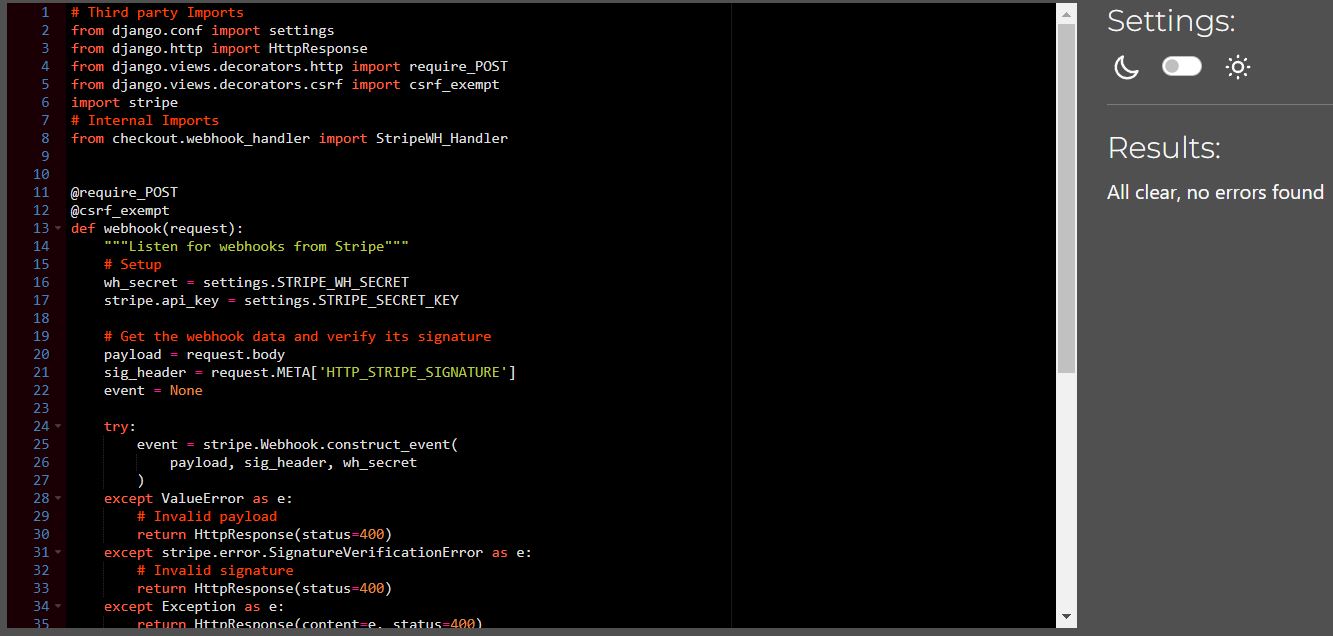 1 # Third party Imports
2 from django.conf import settings
3 from django.http import HttpResponse
4 from django.views.decorators.http import require_POST
5 from django.views.decorators.csrf import csrf_exempt
6 import stripe
7 # Internal Imports
8 from checkout.webhook_handler import StripeWH_Handler
9
10
11 @require_POST
12 @csrf_exempt
13 def webhook(request):
14     """Listen for webhooks from Stripe"""
15     # Setup
16     wh_secret = settings.STRIPE_WH_SECRET
17     stripe.api_key = settings.STRIPE_SECRET_KEY
18
19     # Get the webhook data and verify its signature
20     payload = request.body
21     sig_header = request.META['HTTP_STRIPE_SIGNATURE']
22     event = None
23
24     try:
25         event = stripe.Webhook.construct_event(
26             payload, sig_header, wh_secret
27         )
28     except ValueError as e:
29         # Invalid payload
30         return HttpResponse(status=400)
31     except stripe.error.SignatureVerificationError as e:
32         # Invalid signature
33         return HttpResponse(status=400)
34     except Exception as e:
35         return HttpResponse(content=e, status=400)
Settings:
Results:
All clear, no errors found